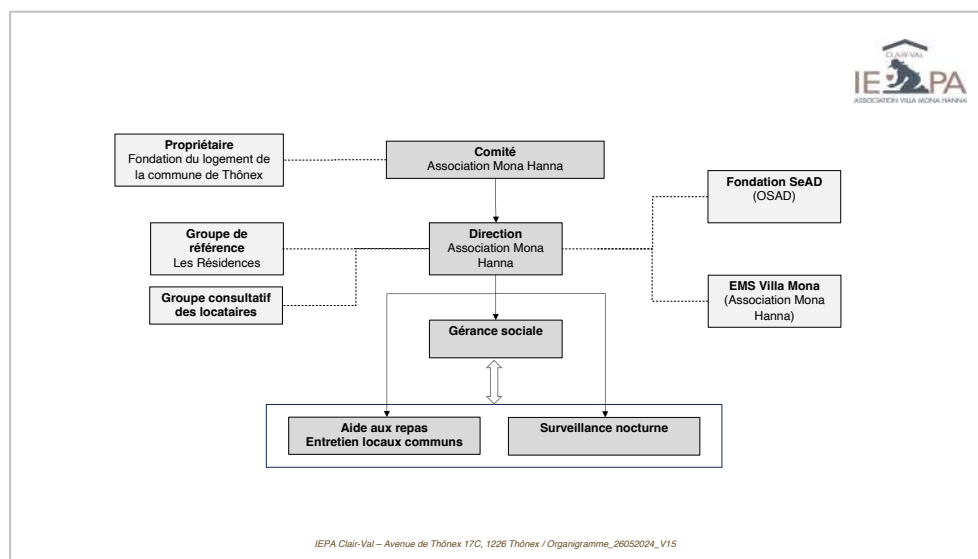 CLAIR-VAL
IEPA
ASSOCIATION VILLA MONA HANNA
Propriétaire
Fondation du logement de
la commune de Thônex
Comité
Association Mona Hanna
Fondation SeAD
(OSAD)
Groupe de
référence
Les Résidences
Direction
Association Mona
Hanna
Groupe consultatif
des locataires
EMS Villa Mona
(Association Mona
Hanna)
Gérance sociale
Aide aux repas
Entretien locaux communs
Surveillance nocturne
IEPA Clair-Val – Avenue de Thônex 17C, 1226 Thônex / Organigramme_26052024_V15